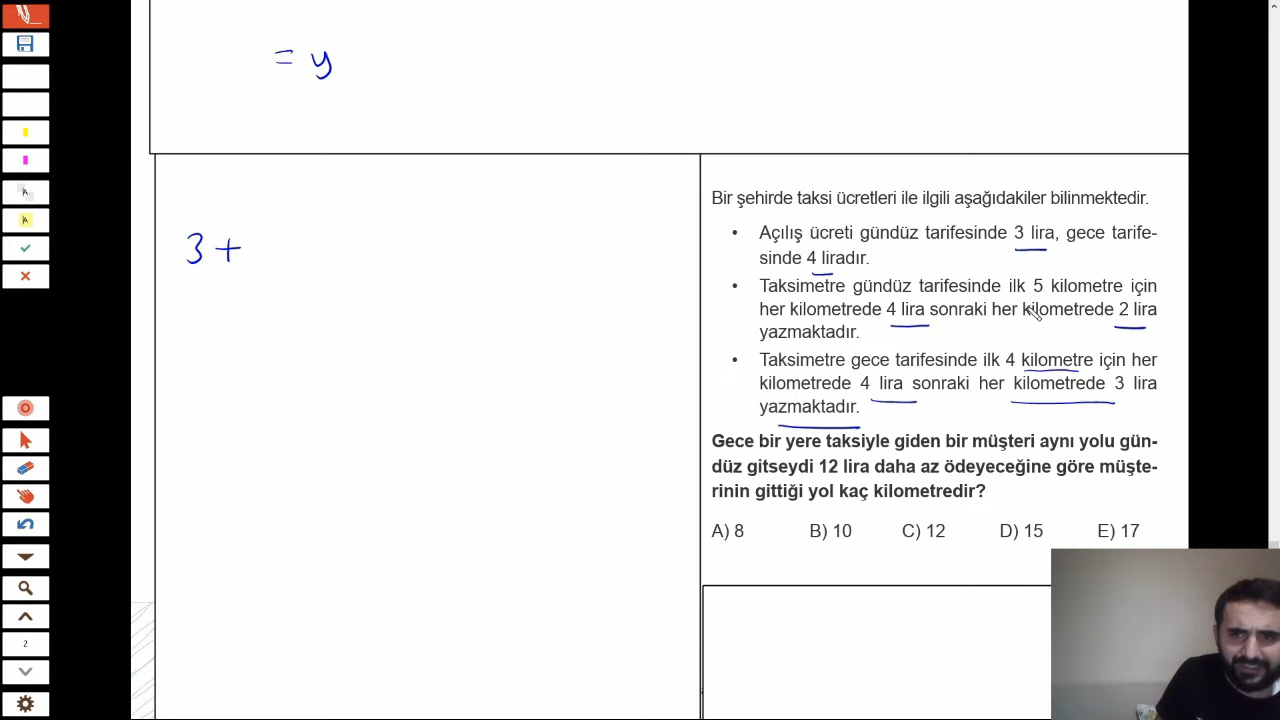 = y
3 +
Bir şehirde taksi ücretleri ile ilgili aşağıdakiler bilinmektedir.
• Açılış ücreti gündüz tarifesinde 3 lira, gece tarife-
sinde 4 liradır.
• Taksimetre gündüz tarifesinde ilk 5 kilometre için
her kilometrede 4 lira sonraki her kilometrede 2 lira
yazmaktadır.
• Taksimetre gece tarifesinde ilk 4 kilometre için her
kilometrede 4 lira sonraki her kilometrede 3 lira
yazmaktadır.
Gece bir yere taksiyle giden bir müşteri aynı yolu gün-
düz gitseydi 12 lira daha az ödeyeceğine göre müşte-
rinin gittiği yol kaç kilometredir?
A) 8 B) 10 C) 12 D) 15 E) 17
A
A
2